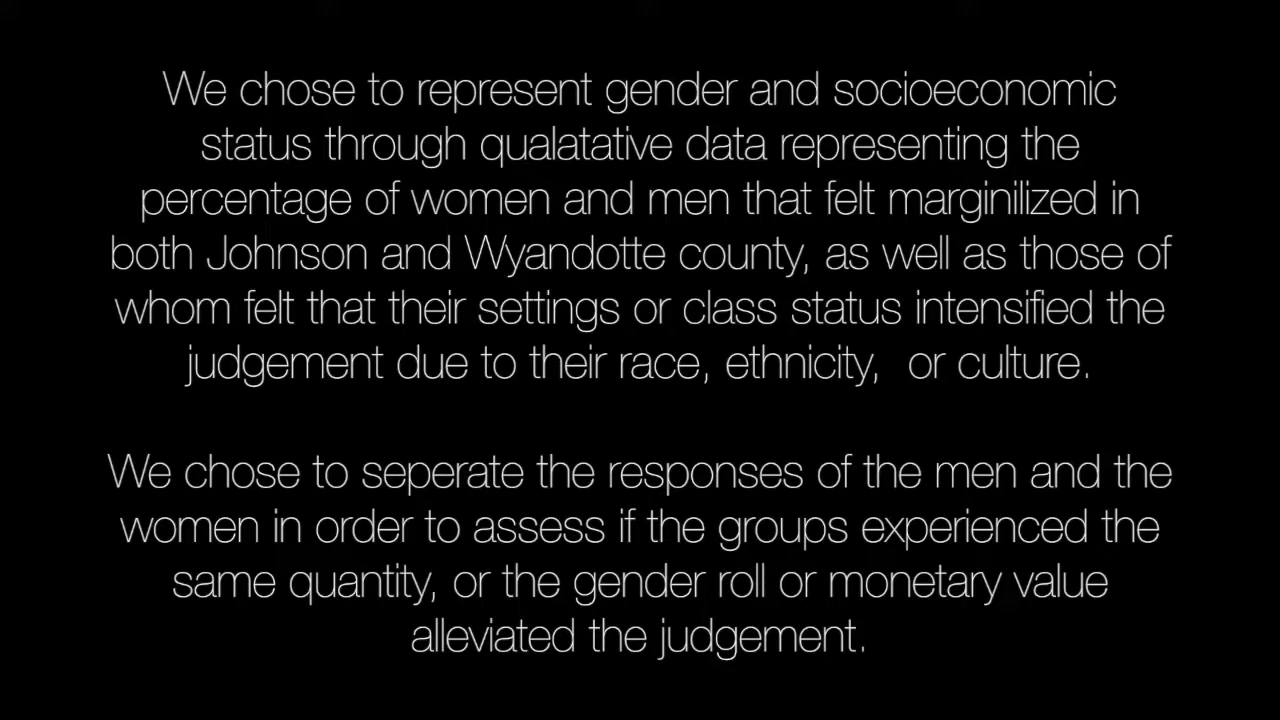 We chose to represent gender and socioeconomic
status through qualatative data representing the
percentage of women and men that felt marginilized in
both Johnson and Wyandotte county, as well as those of
whom felt that their settings or class status intensified the
judgement due to their race, ethnicity,  or culture.
We chose to seperate the responses of the men and the
women in order to assess if the groups experienced the
same quantity, or the gender roll or monetary value
alleviated the judgement.